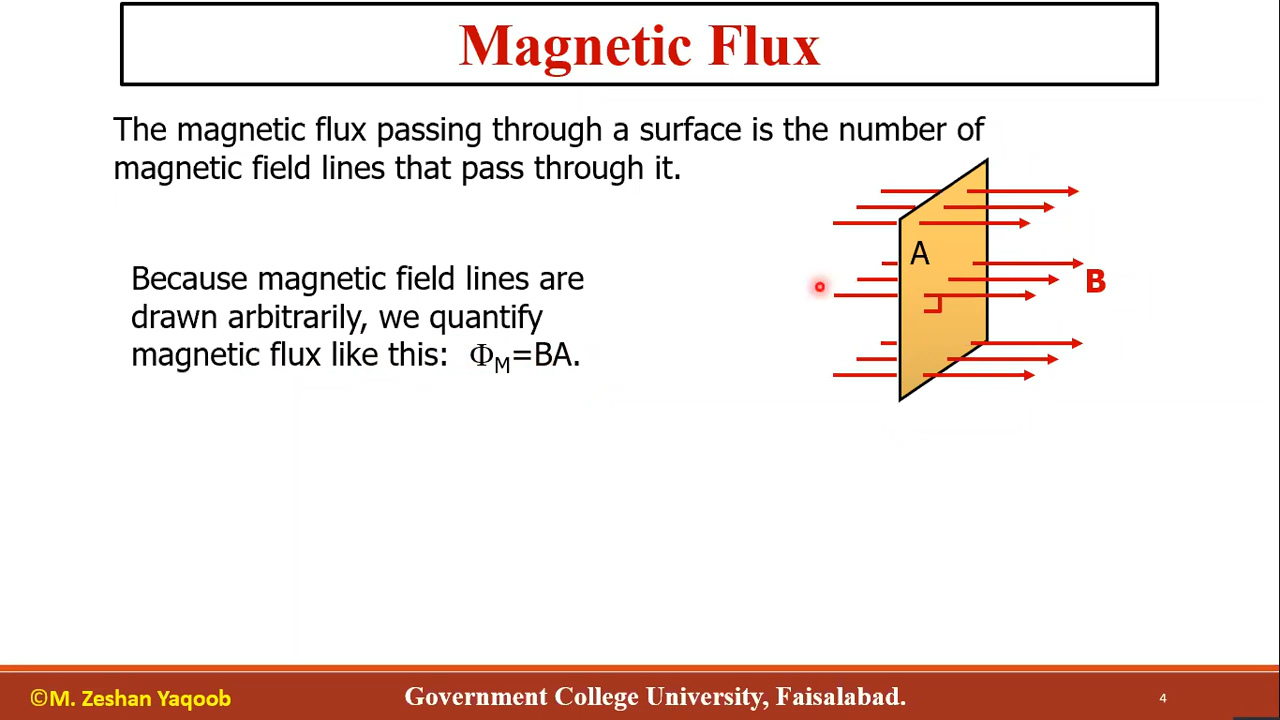 Magnetic Flux
The magnetic flux passing through a surface is the number of
magnetic field lines that pass through it.
A
B
Because magnetic field lines are
drawn arbitrarily, we quantify
magnetic flux like this: ΦM=BA.
©M. Zeshan Yaqoob
Government College University, Faisalabad.
4